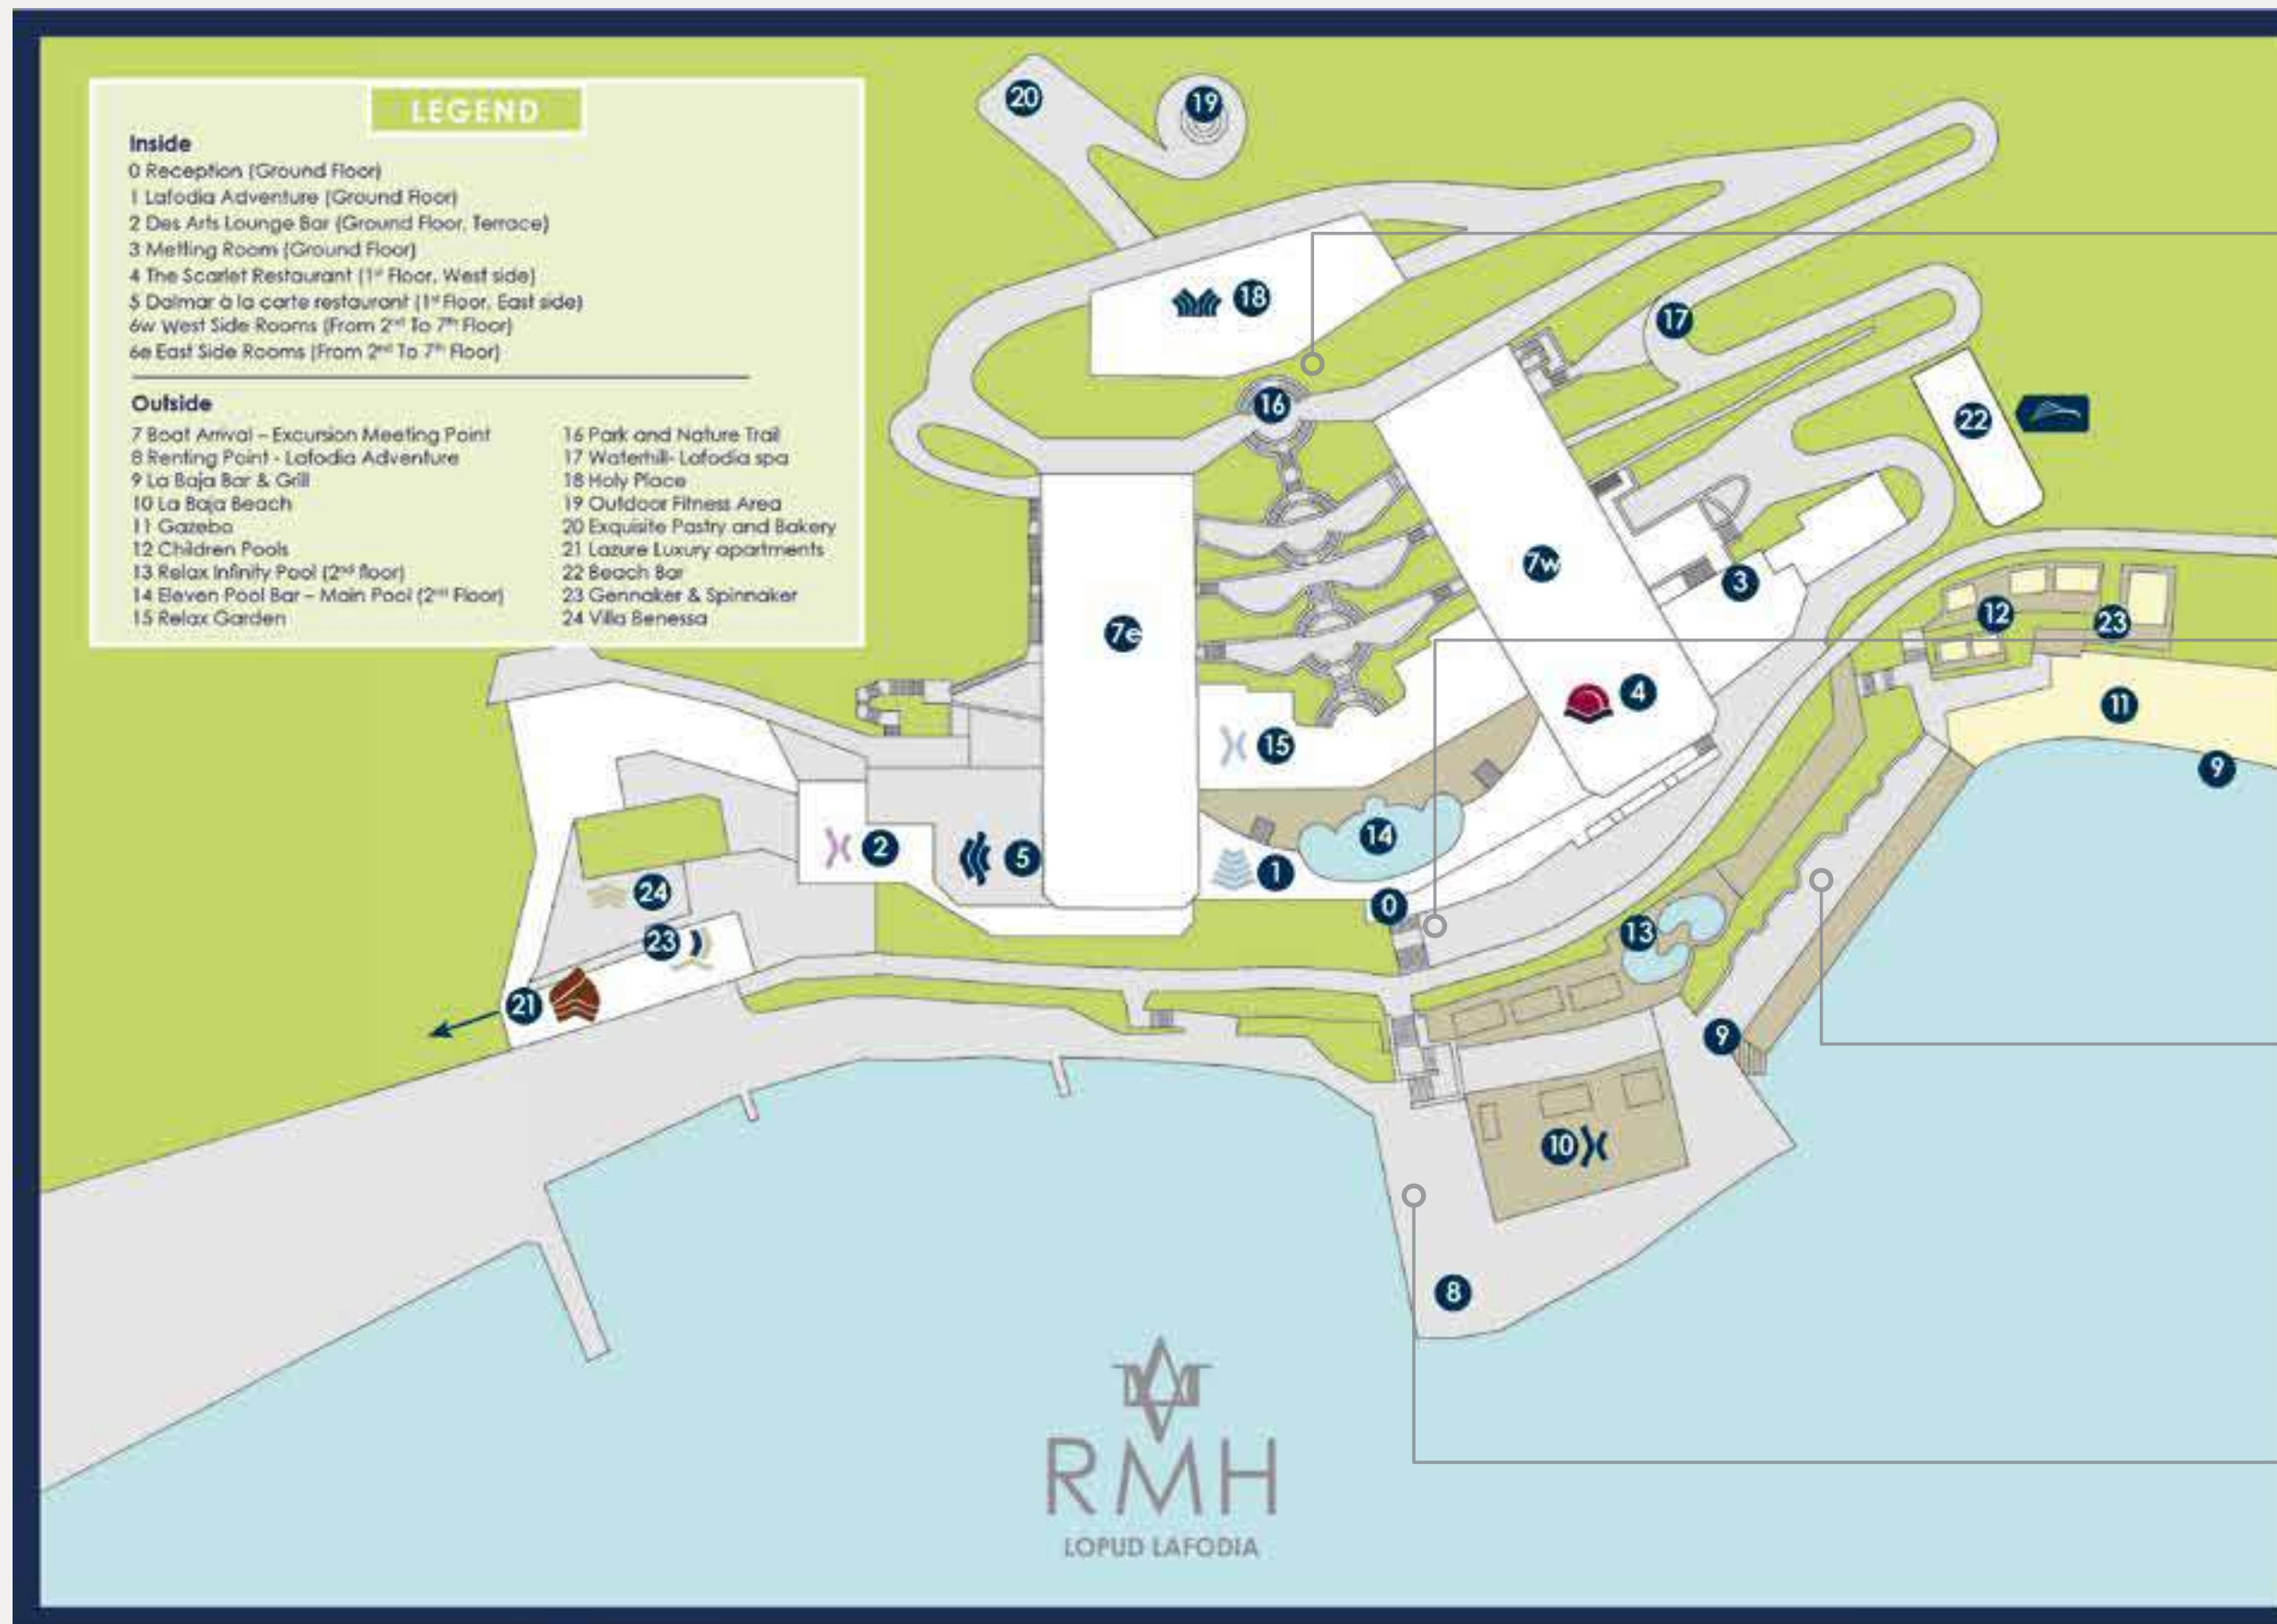 LEGEND
Inside
0 Reception (Ground Floor)
1 Lafodia Adventure (Ground Floor)
2 Des Arts Lounge Bar (Ground Floor, Terrace)
3 Metting Room (Ground Floor)
4 The Scarlet Restaurant (1st Floor, West side)
5 Dalmar à la carte restaurant (1st Floor, East side)
6w West Side Rooms (From 2nd To 7th Floor)
6e East Side Rooms (From 2nd To 7th Floor)
Outside
7 Boat Arrival – Excursion Meeting Point
8 Renting Point - Lafodia Adventure
9 La Baja Bar & Grill
10 La Baja Beach
11 Gazebo
12 Children Pools
13 Relax Infinity Pool (2nd floor)
14 Eleven Pool Bar – Main Pool (2nd Floor)
15 Relax Garden
16 Park and Nature Trail
17 Waterhill- Lafodia spa
18 Holy Place
19 Outdoor Fitness Area
20 Exquisite Pastry and Bakery
21 Lazure Luxury apartments
22 Beach Bar
23 Gennaker & Spinnaker
24 Villa Benessa
20
19
18
17
16
22
7w
3
12
23
7e
4
11
15
9
14
2
5
1
24
0
13
23
21
9
10
8
RMH
LOPUD LAFODIA